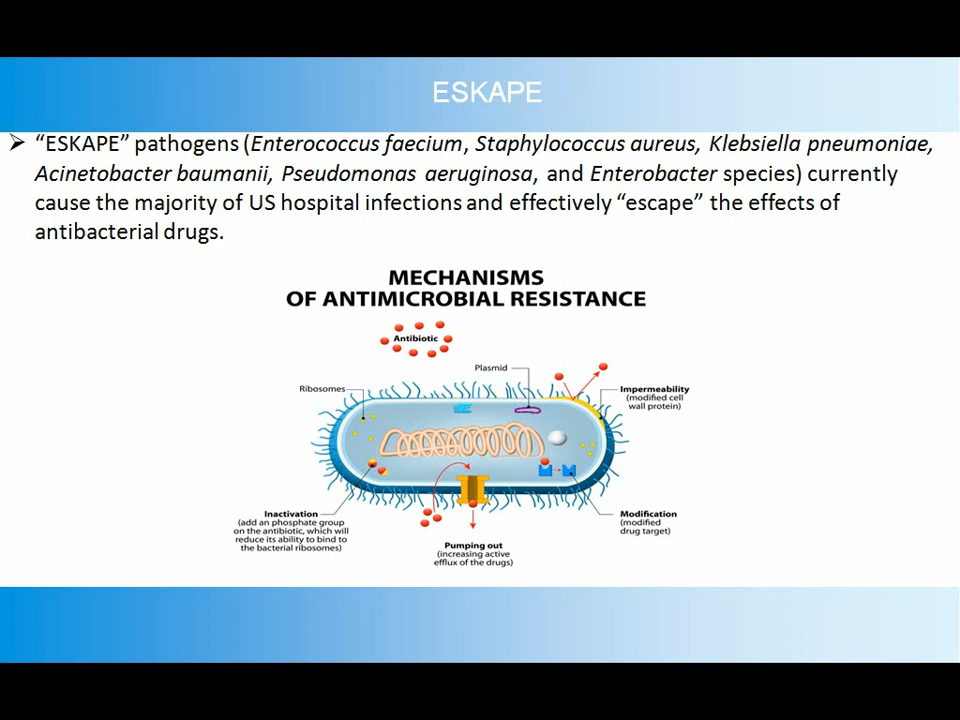 ESKAPE
➢ “ESKAPE” pathogens (Enterococcus faecium, Staphylococcus aureus, Klebsiella pneumoniae,
Acinetobacter baumanii, Pseudomonas aeruginosa, and Enterobacter species) currently
cause the majority of US hospital infections and effectively “escape” the effects of
antibacterial drugs.
MECHANISMS
OF ANTIMICROBIAL RESISTANCE
Antibiotic
Plasmid
Ribosomes
Impermeability
(modified cell
wall protein)
Inactivation
(add an phosphate group
on the antibiotic, which will
reduce its ability to bind to
the bacterial ribosomes)
Pumping out
(increasing active
efflux of the drugs)
Modification
(modified
drug target)